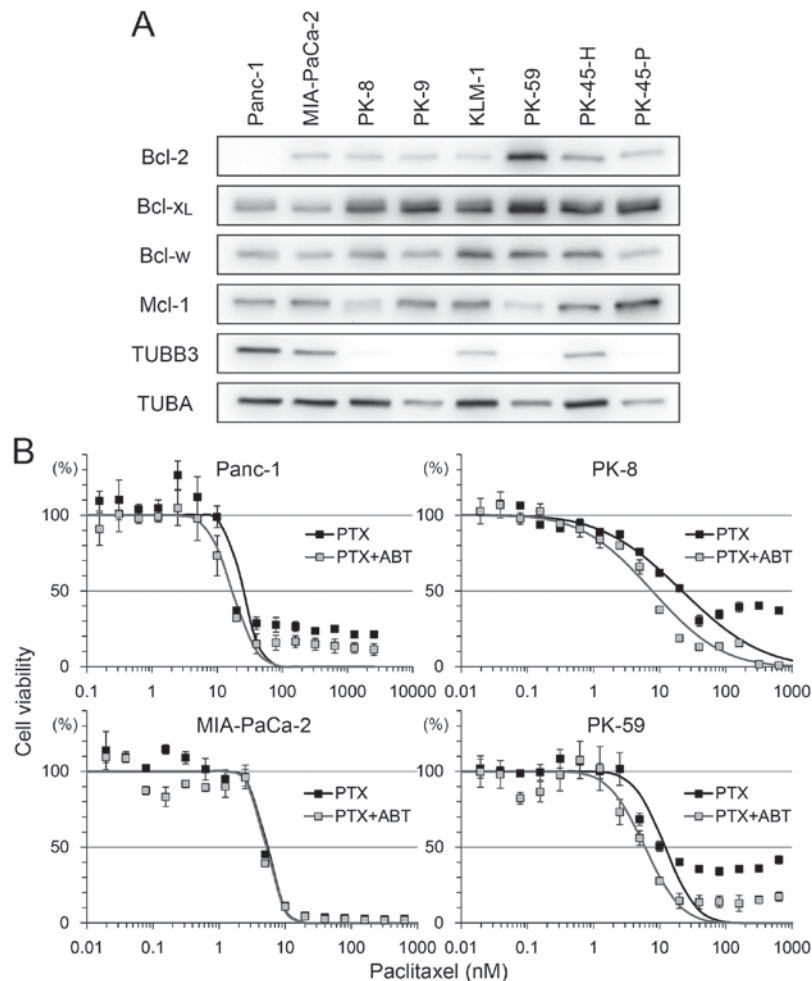 A
Panc-1
MIA-PaCa-2
PK-8
PK-9
KLM-1
PK-59
PK-45-H
PK-45-P
Bcl-2
Bcl-xL
Bcl-w
Mcl-1
TUBB3
TUBA
B
Cell viability
(%)
Panc-1
100
50
0
PTX
PTX+ABT
0.1 1 10 100 1000 10000
(%)
PK-8
100
50
0
PTX
PTX+ABT
0.01 0.1 1 10 100 1000
(%)
MIA-PaCa-2
100
50
0
PTX
PTX+ABT
0.01 0.1 1 10 100 1000
(%)
PK-59
100
50
0
PTX
PTX+ABT
0.01 0.1 1 10 100 1000
Paclitaxel (nM)